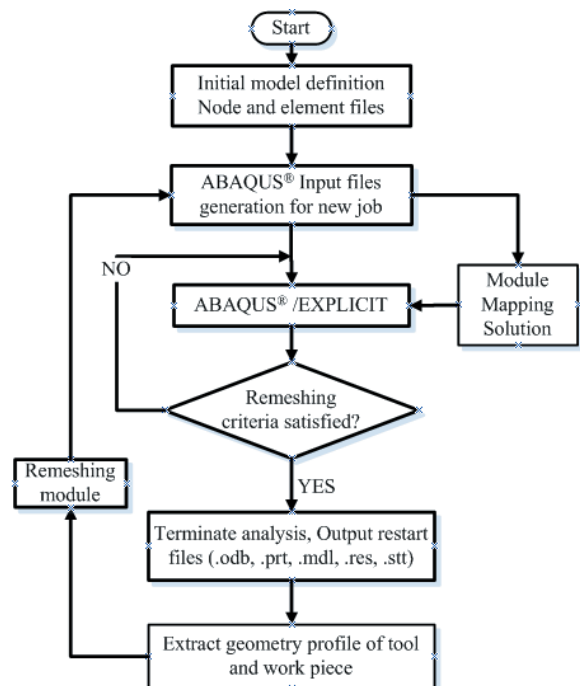 Start
Initial model definition
Node and element files
ABAQUS® Input files
generation for new job
NO
Module
Mapping
Solution
ABAQUS® /EXPLICIT
Remeshing
criteria satisfied?
Remeshing
module
YES
Terminate analysis, Output restart
files (.odb, .prt, .mdl, .res, .stt)
Extract geometry profile of tool
and work piece